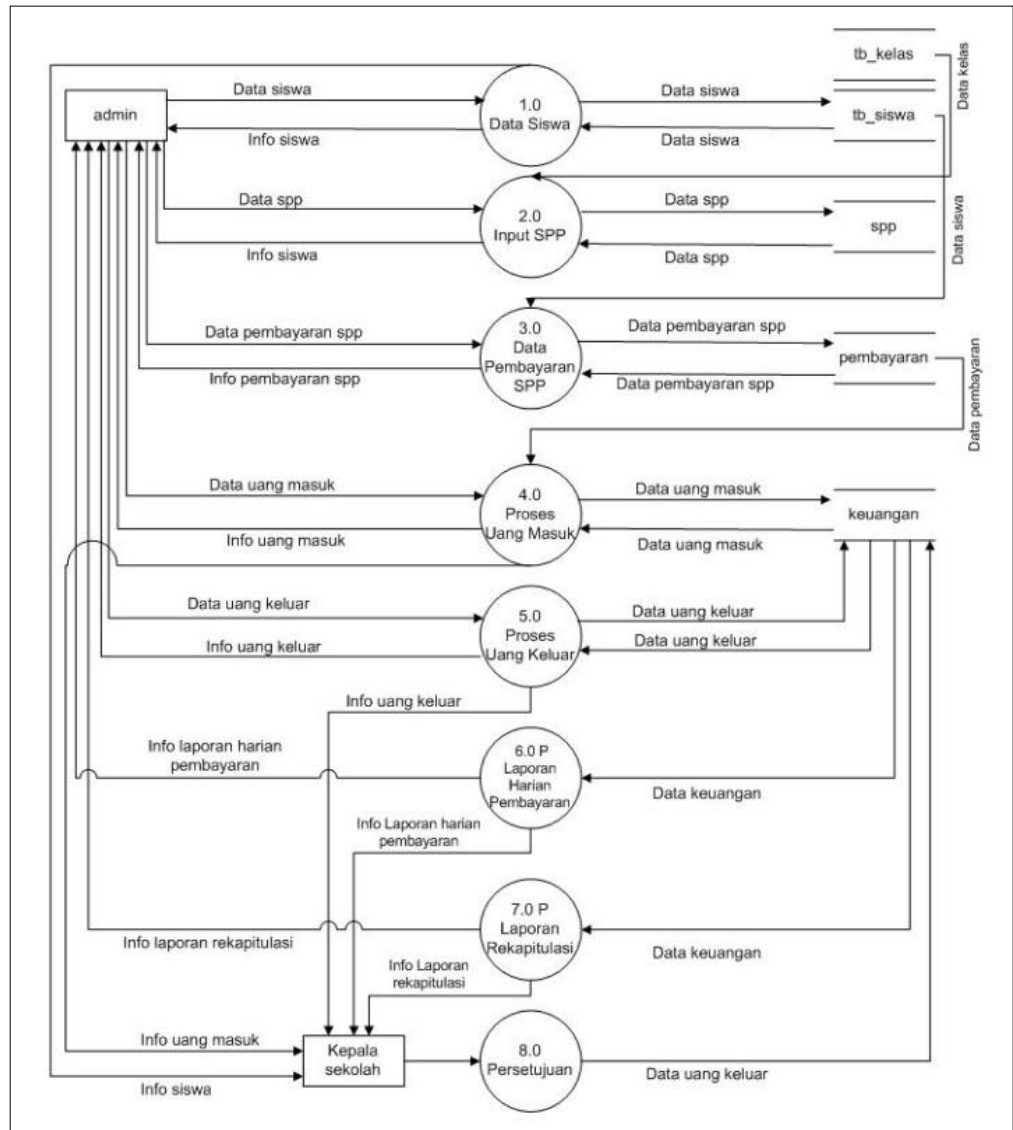 tb_kelas
Data kelas
admin
Data siswa
Info siswa
1.0
Data Siswa
Data siswa
Data siswa
tb_siswa
Data siswa
Data spp
Info siswa
2.0
Input SPP
Data spp
Data spp
spp
Data pembayaran spp
Info pembayaran spp
3.0
Data
Pembayaran
SPP
Data pembayaran spp
Data pembayaran spp
pembayaran
Data pembayaran
Data uang masuk
Info uang masuk
4.0
Proses
Uang Masuk
Data uang masuk
Data uang masuk
keuangan
Data uang keluar
Info uang keluar
5.0
Proses
Uang Keluar
Data uang keluar
Data uang keluar
Info uang keluar
Info laporan harian
pembayaran
6.0 P
Laporan
Harian
Pembayaran
Data keuangan
Info Laporan harian
pembayaran
Info laporan rekapitulasi
7.0 P
Laporan
Rekapitulasi
Data keuangan
Info Laporan
rekapitulasi
Info uang masuk
Info siswa
Kepala
sekolah
8.0
Persetujuan
Data uang keluar